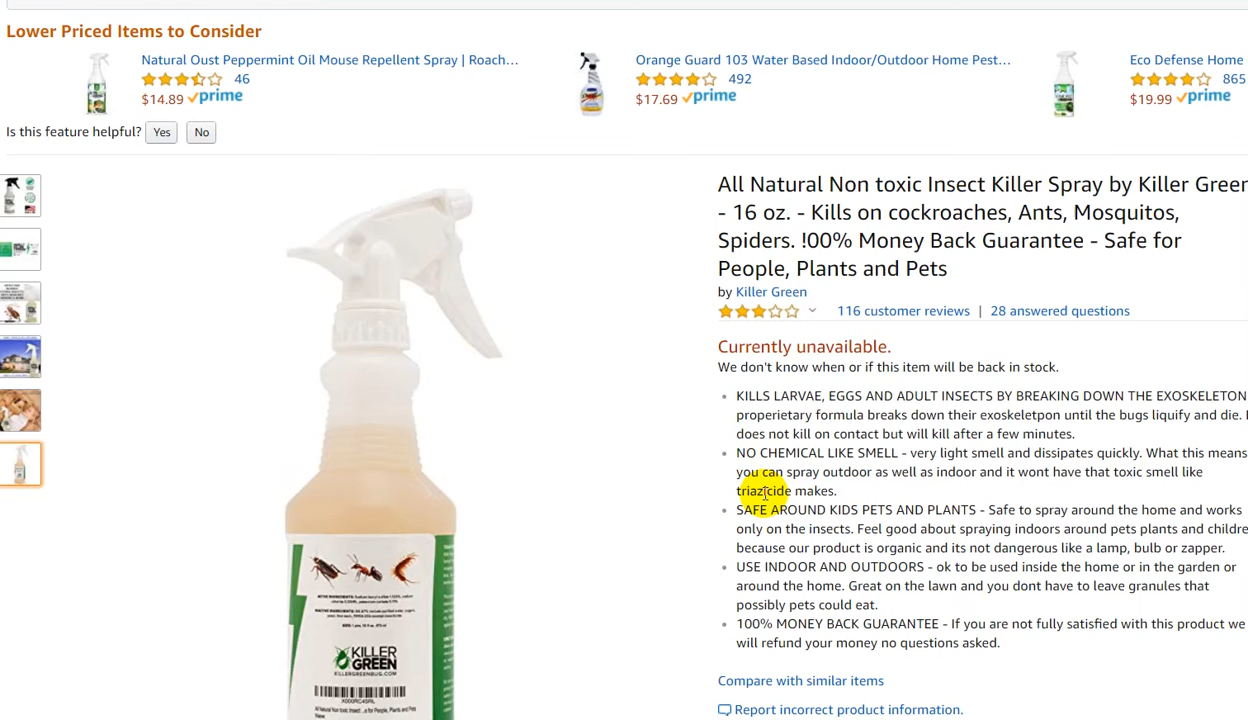 Lower Priced Items to Consider
Natural Oust Peppermint Oil Mouse Repellent Spray | Roach…
46
$14.89 prime
Orange Guard 103 Water Based Indoor/Outdoor Home Pest…
492
$17.69 prime
Eco Defense Home
865
$19.99 prime
Is this feature helpful? Yes No
All Natural Non toxic Insect Killer Spray by Killer Green
- 16 oz. - Kills on cockroaches, Ants, Mosquitos,
Spiders. !00% Money Back Guarantee - Safe for
People, Plants and Pets
by Killer Green
116 customer reviews | 28 answered questions
Currently unavailable.
We don't know when or if this item will be back in stock.
KILLS LARVAE, EGGS AND ADULT INSECTS BY BREAKING DOWN THE EXOSKELETON
properietary formula breaks down their exoskeletpon until the bugs liquify and die.
does not kill on contact but will kill after a few minutes.
NO CHEMICAL LIKE SMELL - very light smell and dissipates quickly. What this means
you can spray outdoor as well as indoor and it wont have that toxic smell like
triazicide makes.
SAFE AROUND KIDS PETS AND PLANTS - Safe to spray around the home and works
only on the insects. Feel good about spraying indoors around pets plants and childre
because our product is organic and its not dangerous like a lamp, bulb or zapper.
USE INDOOR AND OUTDOORS - ok to be used inside the home or in the garden or
around the home. Great on the lawn and you dont have to leave granules that
possibly pets could eat.
100% MONEY BACK GUARANTEE - If you are not fully satisfied with this product we
will refund your money no questions asked.
Compare with similar items
Report incorrect product information.
KILLER
GREEN
KILLERGREENBUG.COM